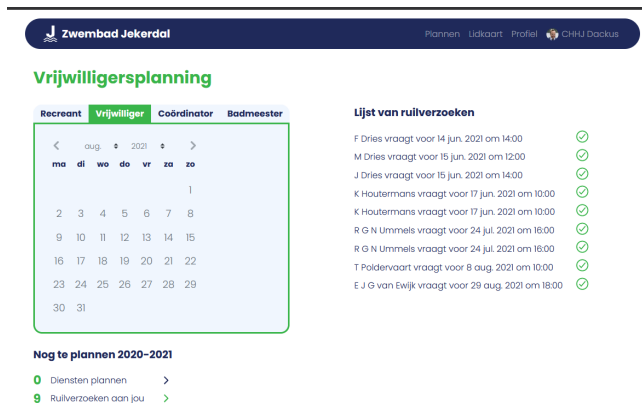 Zwembad Jekerdal
Plannen Lidkaart Profiel CHHJ Dackus
Vrijwilligersplanning
Recreant Vrijwilliger Coördinator Badmeester
aug. 2021
ma di wo do vr za zo
1
2 3 4 5 6 7 8
9 10 11 12 13 14 15
16 17 18 19 20 21 22
23 24 25 26 27 28 29
30 31
Nog te plannen 2020-2021
0 Diensten plannen
9 Ruilverzoeken aan jou
Lijst van ruilverzoeken
F Dries vraagt voor 14 jun. 2021 om 14:00
M Dries vraagt voor 15 jun. 2021 om 12:00
J Dries vraagt voor 15 jun. 2021 om 14:00
K Houtermans vraagt voor 17 jun. 2021 om 10:00
K Houtermans vraagt voor 17 jun. 2021 om 10:00
R G N Ummels vraagt voor 24 jul. 2021 om 16:00
R G N Ummels vraagt voor 24 jul. 2021 om 16:00
T Poldervaart vraagt voor 8 aug. 2021 om 10:00
E J G van Ewijk vraagt voor 29 aug. 2021 om 18:00